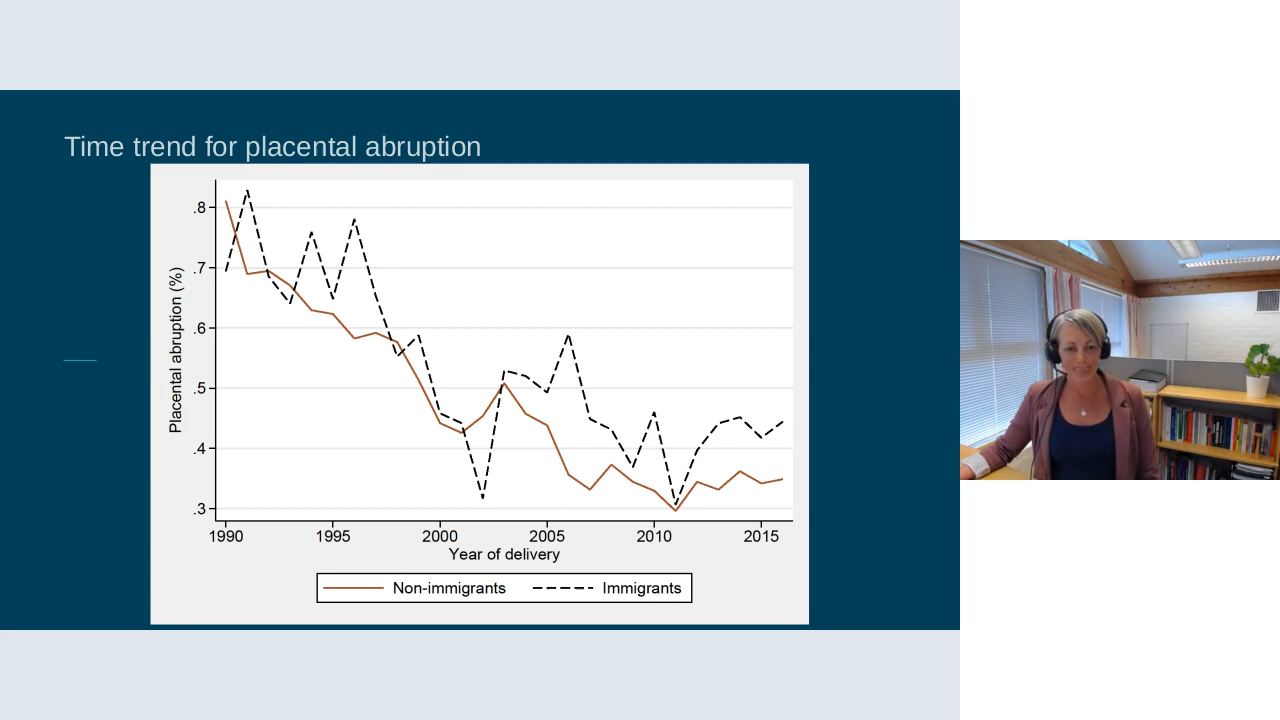 Time trend for placental abruption
Placental abruption (%)
.8
.7
.6
.5
.4
.3
1990 1995 2000 2005 2010 2015
Year of delivery
Non-immigrants Immigrants